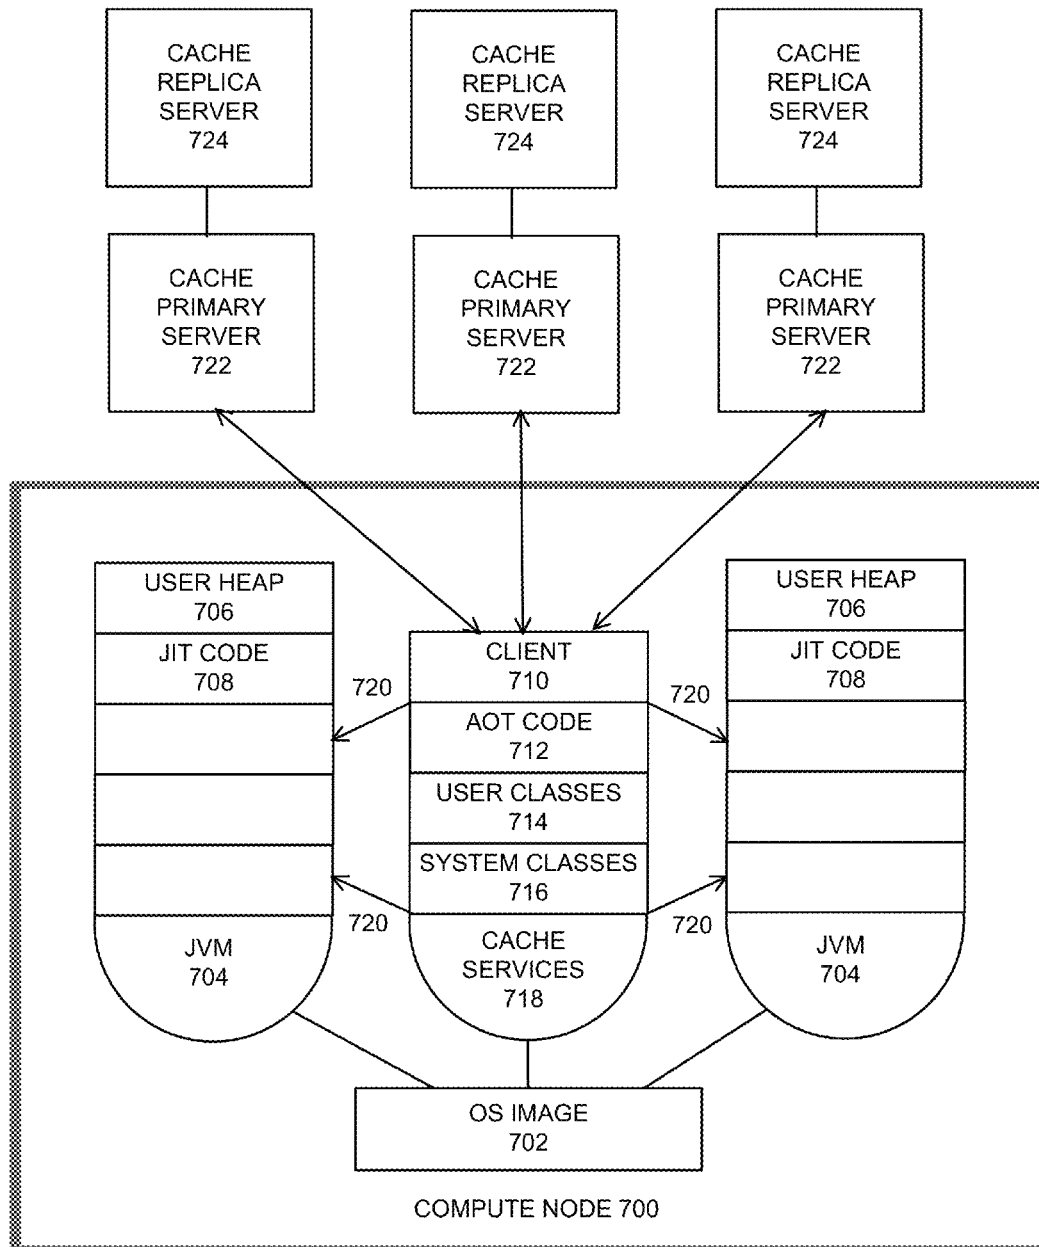 CACHE
REPLICA
SERVER
724
CACHE
REPLICA
SERVER
724
CACHE
REPLICA
SERVER
724
CACHE
PRIMARY
SERVER
722
CACHE
PRIMARY
SERVER
722
CACHE
PRIMARY
SERVER
722
USER HEAP
706
JIT CODE
708
JVM
704
720
720
CLIENT
710
AOT CODE
712
USER CLASSES
714
SYSTEM CLASSES
716
CACHE
SERVICES
718
720
720
USER HEAP
706
JIT CODE
708
JVM
704
OS IMAGE
702
COMPUTE NODE 700